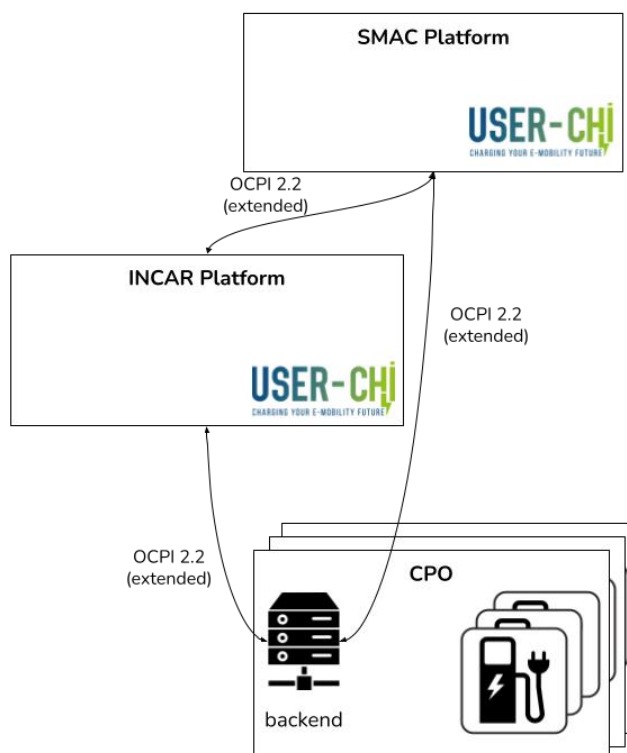 SMAC Platform
USER-CHi
CHARGING YOUR E-MOBILITY FUTURE
OCPI 2.2
(extended)
INCAR Platform
USER-CHi
CHARGING YOUR E-MOBILITY FUTURE
OCPI 2.2
(extended)
OCPI 2.2
(extended)
CPO
backend